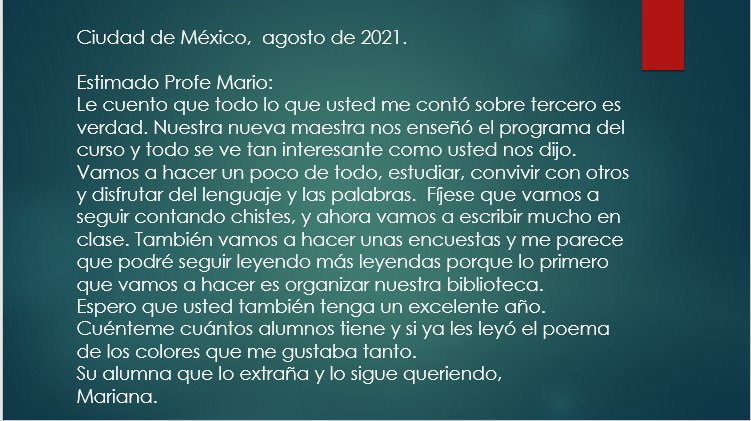 Ciudad de México,  agosto de 2021.
Estimado Profe Mario:
Le cuento que todo lo que usted me contó sobre tercero es
verdad. Nuestra nueva maestra nos enseñó el programa del
curso y todo se ve tan interesante como usted nos dijo.
Vamos a hacer un poco de todo, estudiar, convivir con otros
y disfrutar del lenguaje y las palabras.  Fíjese que vamos a
seguir contando chistes, y ahora vamos a escribir mucho en
clase. También vamos a hacer unas encuestas y me parece
que podré seguir leyendo más leyendas porque lo primero
que vamos a hacer es organizar nuestra biblioteca.
Espero que usted también tenga un excelente año.
Cuénteme cuántos alumnos tiene y si ya les leyó el poema
de los colores que me gustaba tanto.
Su alumna que lo extraña y lo sigue queriendo,
Mariana.